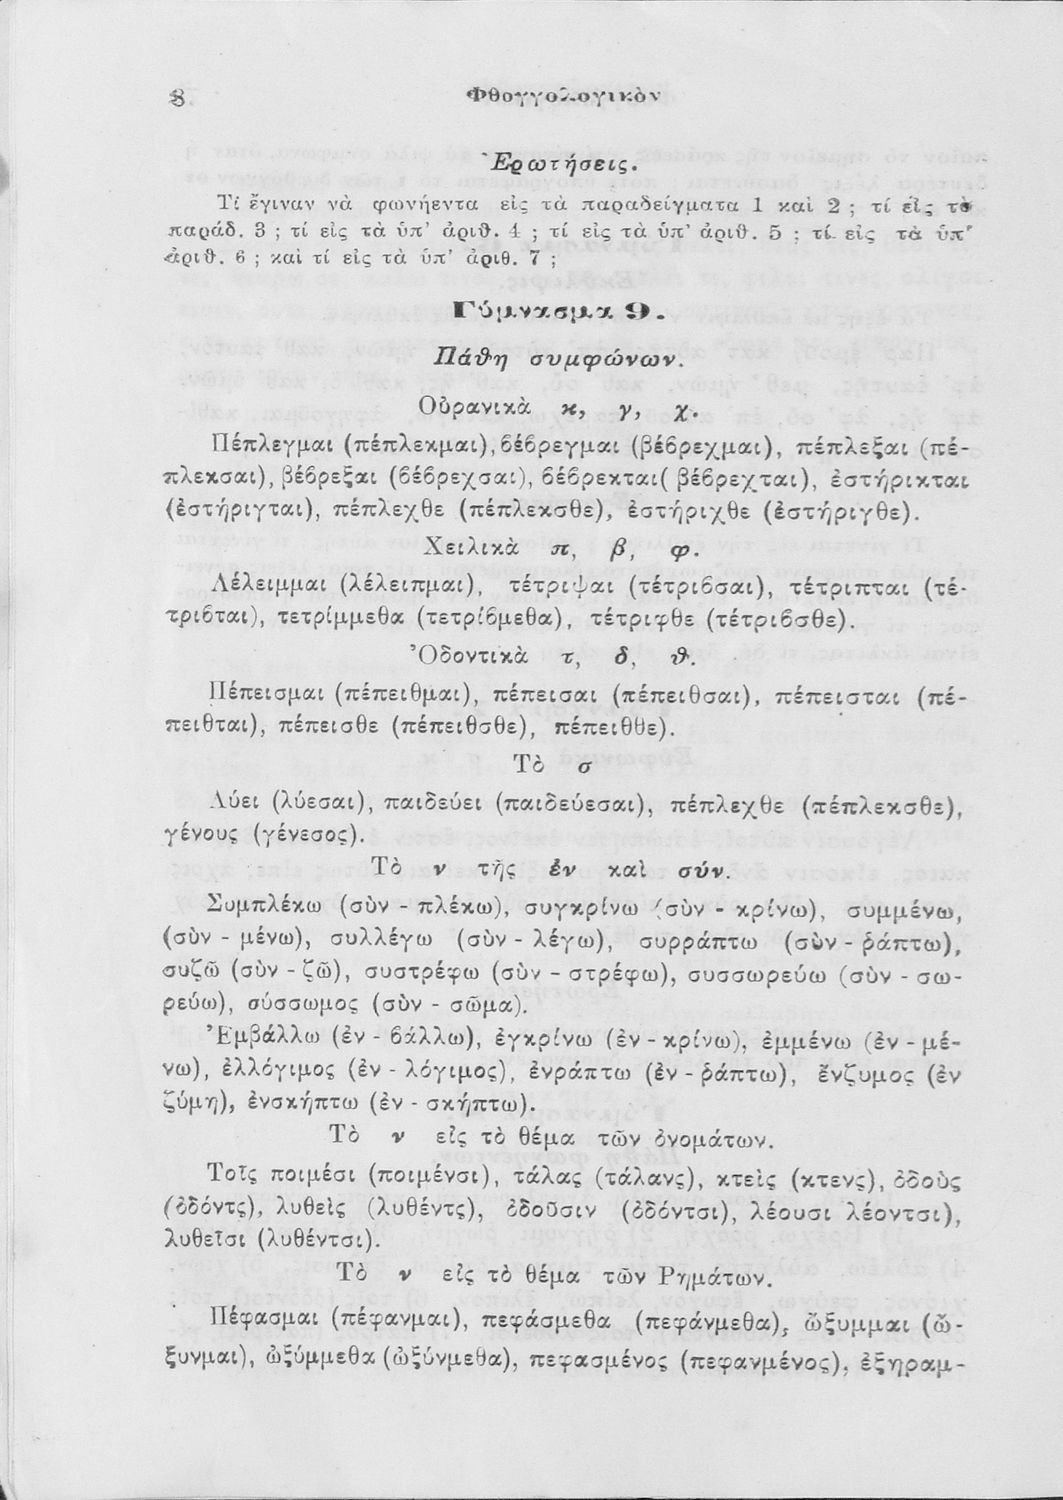 8 Φθογγολογικὸν
Ἐρωτήσεις.
Τί ἔγιναν νὰ φωνήεντα εἰς τὰ παραδείγματα 1 καὶ 2 ; τί εἰς τὸ
παράδ. 3 ; τί εἰς τὰ ὑπ' ἀριθ. 4 ; τί εἰς τὰ ὑπ' ἀριθ. 5 ; τί εἰς τὰ ὑπ'
ἀριθ. 6 ; καὶ τί εἰς τὰ ὑπ' ἀριθ. 7 ;
Γύμνασμα 9.
Πάθη συμφώνων.
Οὐρανικὰ κ, γ, χ.
Πέπλεγμαι (πέπλεκμαι), βέβρεγμαι (βέβρεχμαι), πέπλεξαι (πέ-
πλεκσαι), βέβρεξαι (βέβρεχσαι), βέβρεκται( βέβρεχται), ἐστήρικται
(ἐστήριγται), πέπλεχθε (πέπλεκσθε), ἐστήριχθε (ἐστήριγθε).
Χειλικὰ π, β, φ.
Λέλειμμαι (λέλειπμαι), τέτριψαι (τέτριβσαι), τέτριπται (τέ-
τριβται), τετρίμμεθα (τετρίβμεθα), τέτριφθε (τέτριβσθε).
Ὀδοντικὰ τ, δ, θ.
Πέπεισμαι (πέπειθμαι), πέπεισαι (πέπειθσαι), πέπεισται (πέ-
πειθται), πέπεισθε (πέπειθσθε), πέπειθθε).
Τὸ σ
Λύει (λύεσαι), παιδεύει (παιδεύεσαι), πέπλεχθε (πέπλεκσθε),
γένους (γένεσος).
Τὸ ν τῆς ἐν καὶ σύν.
Συμπλέκω (σὺν - πλέκω), συγκρίνω (σὺν - κρίνω), συμμένω,
(σὺν - μένω), συλλέγω (σὺν - λέγω), συρράπτω (σὺν - ῥάπτω),
συζῶ (σὺν - ζῶ), συστρέφω (σὺν - στρέφω), συσσωρεύω (σὺν - σω-
ρεύω), σύσσωμος (σὺν - σῶμα).
Ἐμβάλλω (ἐν - βάλλω), ἐγκρίνω (ἐν - κρίνω), ἐμμένω (ἐν - μέ-
νω), ἐλλόγιμος (ἐν - λόγιμος), ἐνράπτω (ἐν - ῥάπτω), ἔνζυμος (ἐν
ζύμη), ἐνσκήπτω (ἐν - σκήπτω).
Τὸ ν εἰς τὸ θέμα τῶν ὀνομάτων.
Τοῖς ποιμέσι (ποιμένσι), τάλας (τάλανς), κτεὶς (κτενς), ὀδοὺς
(ὀδόντς), λυθεὶς (λυθέντς), ὀδοῦσιν (ὀδόντσι), λέουσι λέοντσι),
λυθεῖσι (λυθέντσι).
Τὸ ν εἰς τὸ θέμα τῶν Ρημάτων.
Πέφασμαι (πέφανμαι), πεφάσμεθα (πεφάνμεθα), ὤξυμμαι (ὤ-
ξυνμαι), ὠξύμμεθα (ὠξύνμεθα), πεφασμένος (πεφανμένος), ἐξηραμ-